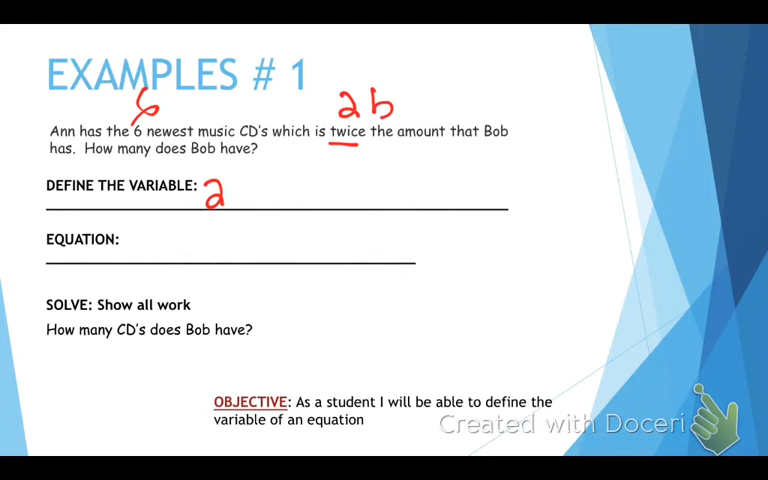 EXAMPLES # 1
6 2b
Ann has the 6 newest music CD's which is twice the amount that Bob
has. How many does Bob have?
DEFINE THE VARIABLE: 2
EQUATION:
SOLVE: Show all work
How many CD's does Bob have?
OBJECTIVE: As a student I will be able to define the
variable of an equation
Created with Doceri